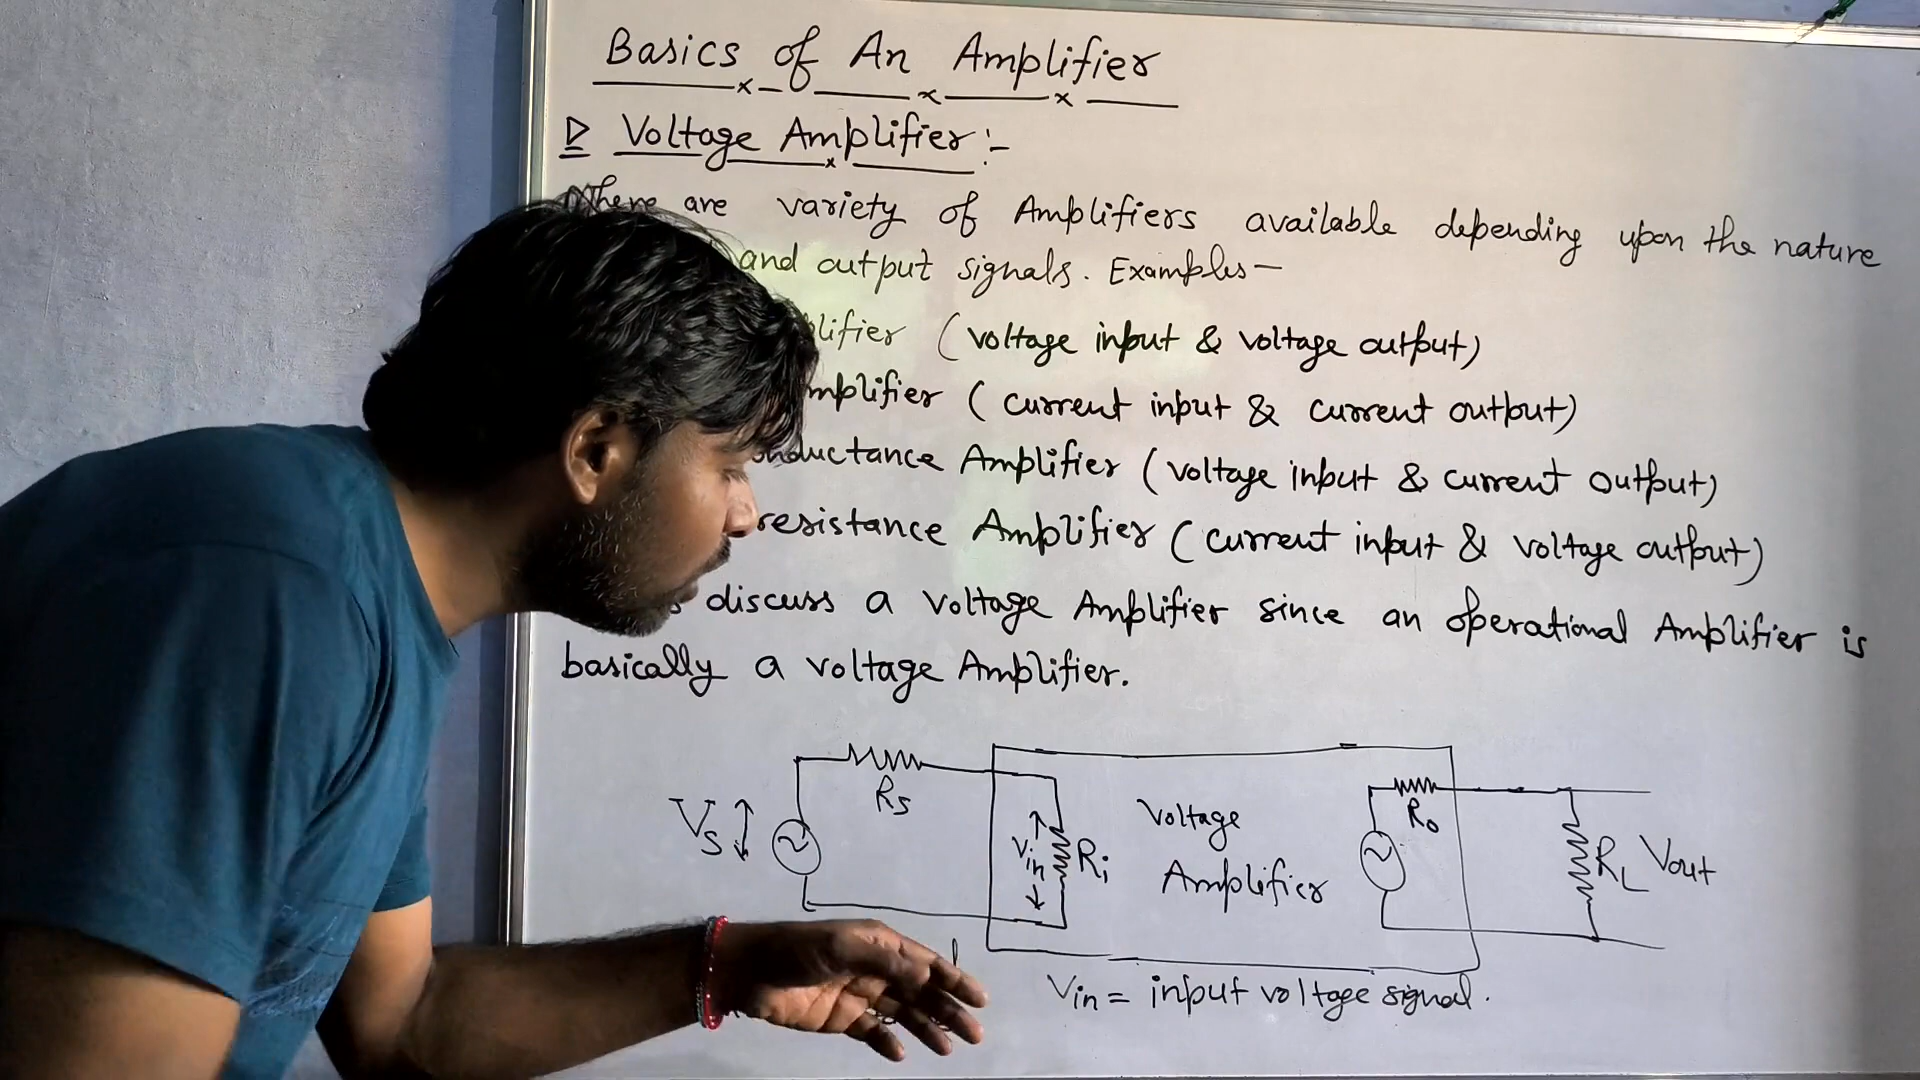 Basics of An Amplifier
Voltage Amplifier :-
There are variety of Amplifiers available depending upon the nature
and output signals. Examples—
lifier (voltage input & voltage output)
mplifier (current input & current output)
onductance Amplifier (voltage input & current output)
resistance Amplifier (current input & voltage output)
discuss a voltage Amplifier since an operational Amplifier is
basically a voltage Amplifier.
Vs
Rs
Vin
Ri
Voltage
Amplifier
Ro
RL
Vout
Vin = input voltage signal.